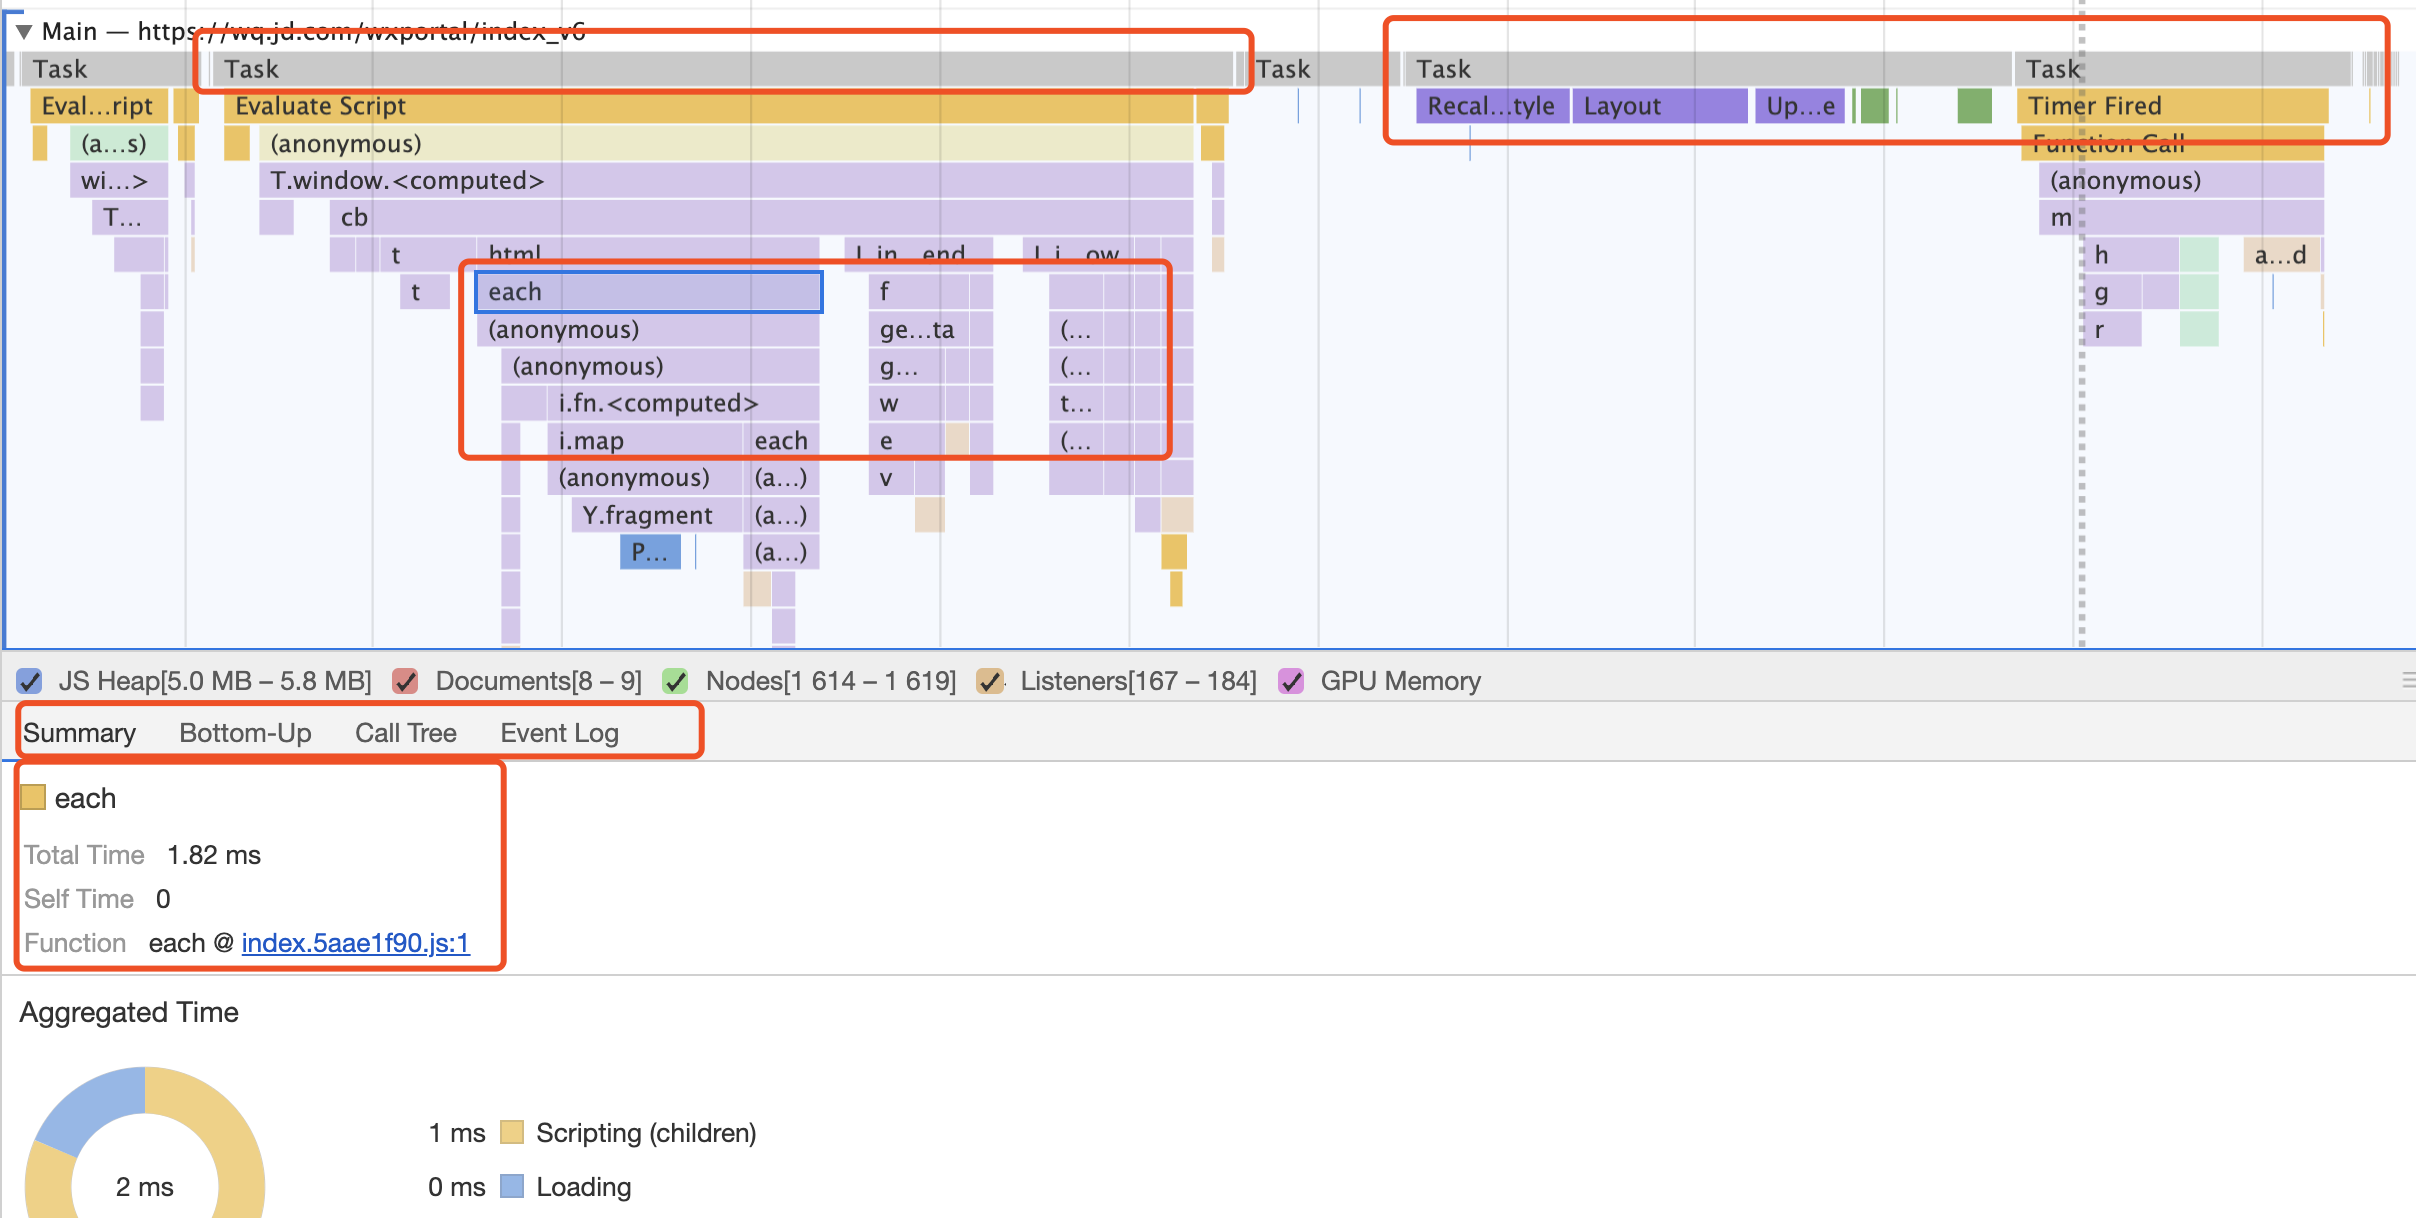 Main — https://wq.jd.com/wxportal/index_v6
Task Task Task Task Task
Eval...ript Evaluate Script Recal...tyle Layout Up...e Timer Fired
(a...s) (anonymous) Function Call
wi...> T.window.<computed> (anonymous)
T... cb m
t html I_in...end I_i...ow h a...d
t each f g
(anonymous) ge...ta (... r
(anonymous) g... (...
i.fn.<computed> w t...
i.map each e (...
(anonymous) (a...) v
Y.fragment (a...)
P... (a...)
JS Heap[5.0 MB – 5.8 MB] Documents[8 – 9] Nodes[1 614 – 1 619] Listeners[167 – 184] GPU Memory
Summary Bottom-Up Call Tree Event Log
each
Total Time 1.82 ms
Self Time 0
Function each @ index.5aae1f90.js:1
Aggregated Time
1 ms Scripting (children)
2 ms 0 ms Loading